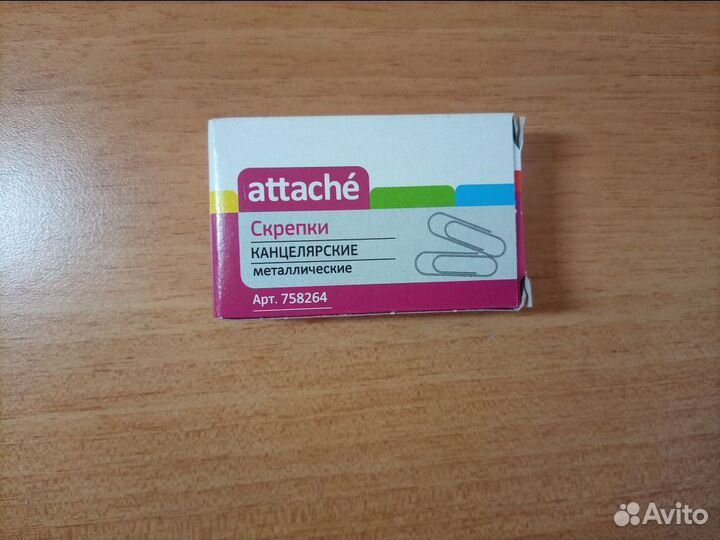 attaché
Скрепки
КАНЦЕЛЯРСКИЕ
металлические
Арт. 758264
Avito